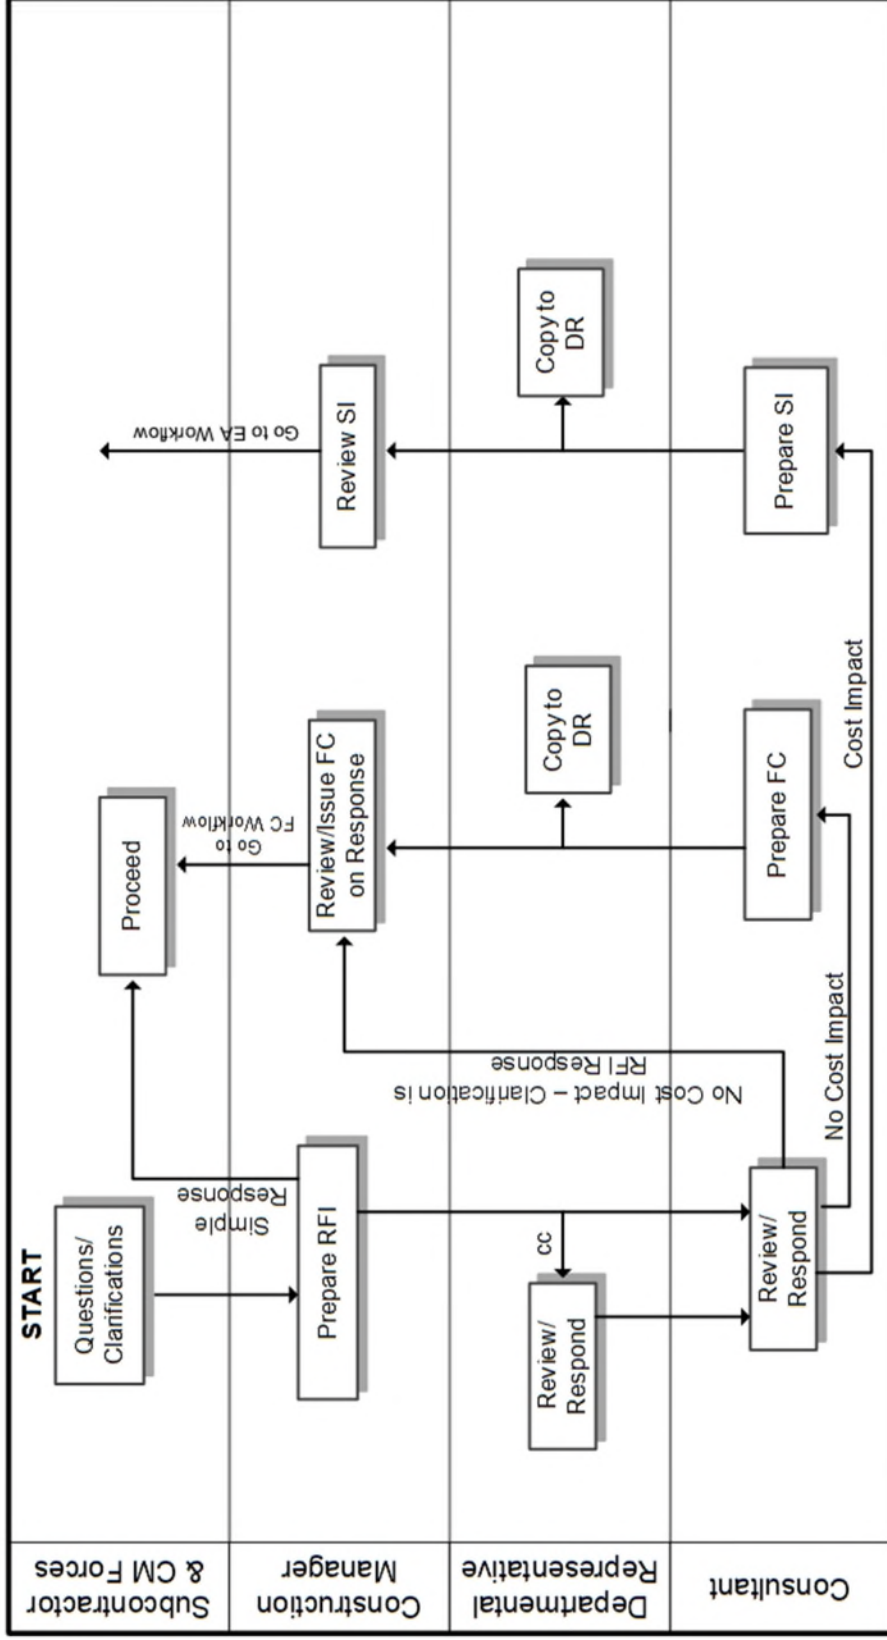 START
Questions/
Clarifications
Simple
Response
Proceed
Go to
FC Workflow
Go to EA Workflow
Subcontractor
& CM Forces
Prepare RFI
Review/Issue FC
on Response
Review SI
Construction
Manager
Review/
Respond
cc
No Cost Impact – Clarification is
RFI Response
Copy to
DR
Copy to
DR
Departmental
Representative
Review/
Respond
No Cost Impact
Prepare FC
Cost Impact
Prepare SI
Consultant